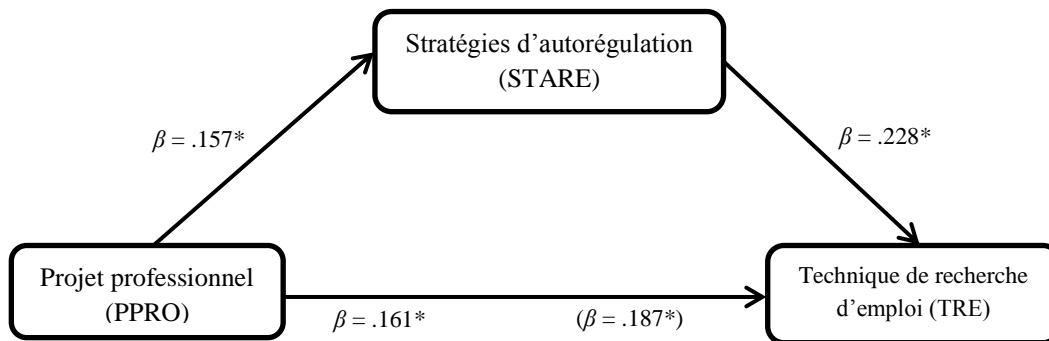 Stratégies d’autorégulation
(STARE)
β = .157*
β = .228*
Projet professionnel
(PPRO)
Technique de recherche
d’emploi (TRE)
β = .161*
(β = .187*)